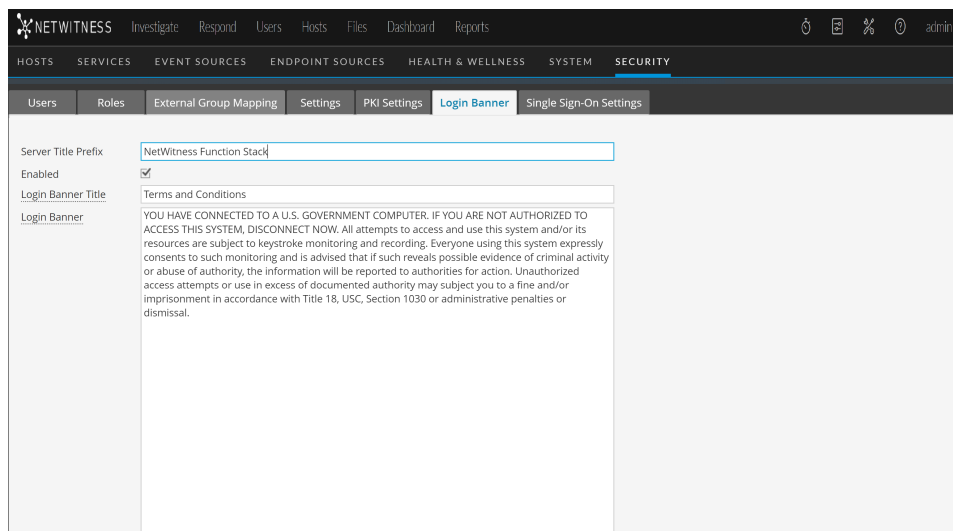 NETWITNESS Investigate Respond Users Hosts Files Dashboard Reports admin
HOSTS SERVICES EVENT SOURCES ENDPOINT SOURCES HEALTH & WELLNESS SYSTEM SECURITY
Users Roles External Group Mapping Settings PKI Settings Login Banner Single Sign-On Settings
Server Title Prefix NetWitness Function Stack
Enabled
Login Banner Title Terms and Conditions
Login Banner YOU HAVE CONNECTED TO A U.S. GOVERNMENT COMPUTER. IF YOU ARE NOT AUTHORIZED TO
ACCESS THIS SYSTEM, DISCONNECT NOW. All attempts to access and use this system and/or its
resources are subject to keystroke monitoring and recording. Everyone using this system expressly
consents to such monitoring and is advised that if such reveals possible evidence of criminal activity
or abuse of authority, the information will be reported to authorities for action. Unauthorized
access attempts or use in excess of documented authority may subject you to a fine and/or
imprisonment in accordance with Title 18, USC, Section 1030 or administrative penalties or
dismissal.